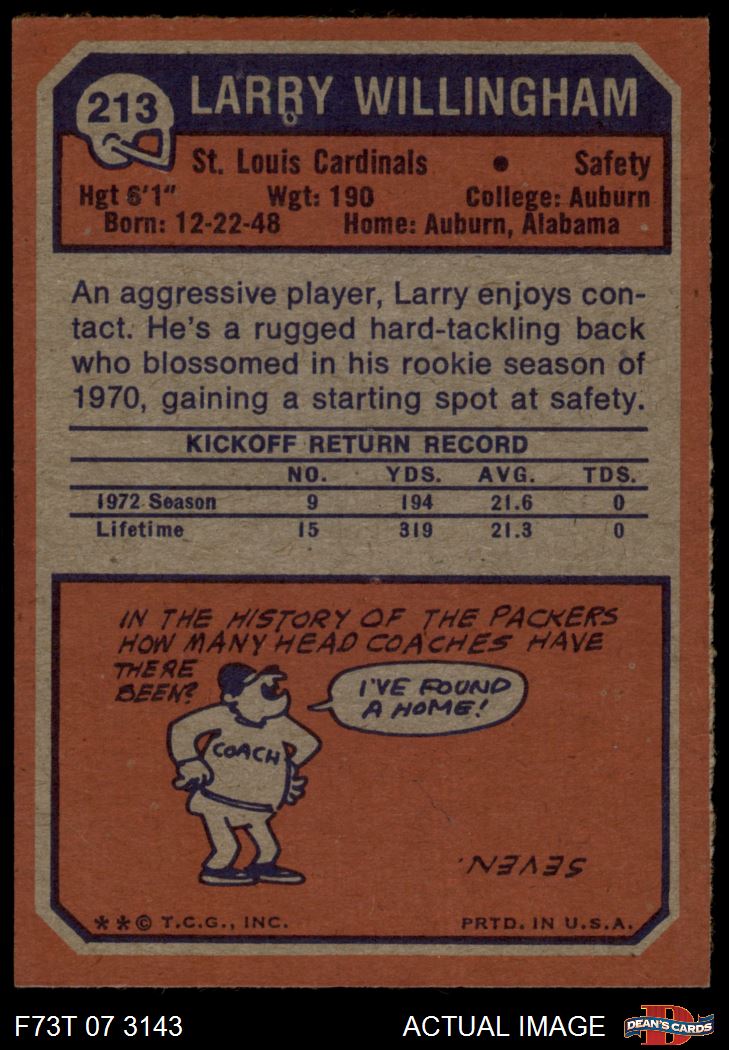 213
LARRY WILLINGHAM
St. Louis Cardinals • Safety
Hgt 6'1" Wgt: 190 College: Auburn
Born: 12-22-48 Home: Auburn, Alabama
An aggressive player, Larry enjoys con-
tact. He's a rugged hard-tackling back
who blossomed in his rookie season of
1970, gaining a starting spot at safety.
KICKOFF RETURN RECORD
NO. YDS. AVG. TDS.
1972 Season 9 194 21.6 0
Lifetime 15 319 21.3 0
IN THE HISTORY OF THE PACKERS
HOW MANY HEAD COACHES HAVE
THERE
BEEN?
I'VE FOUND
A HOME!
COACH
SEVEN.
**© T.C.G., INC. PRTD. IN U.S.A.
F73T 07 3143 ACTUAL IMAGE
D
DEAN'S CARDS